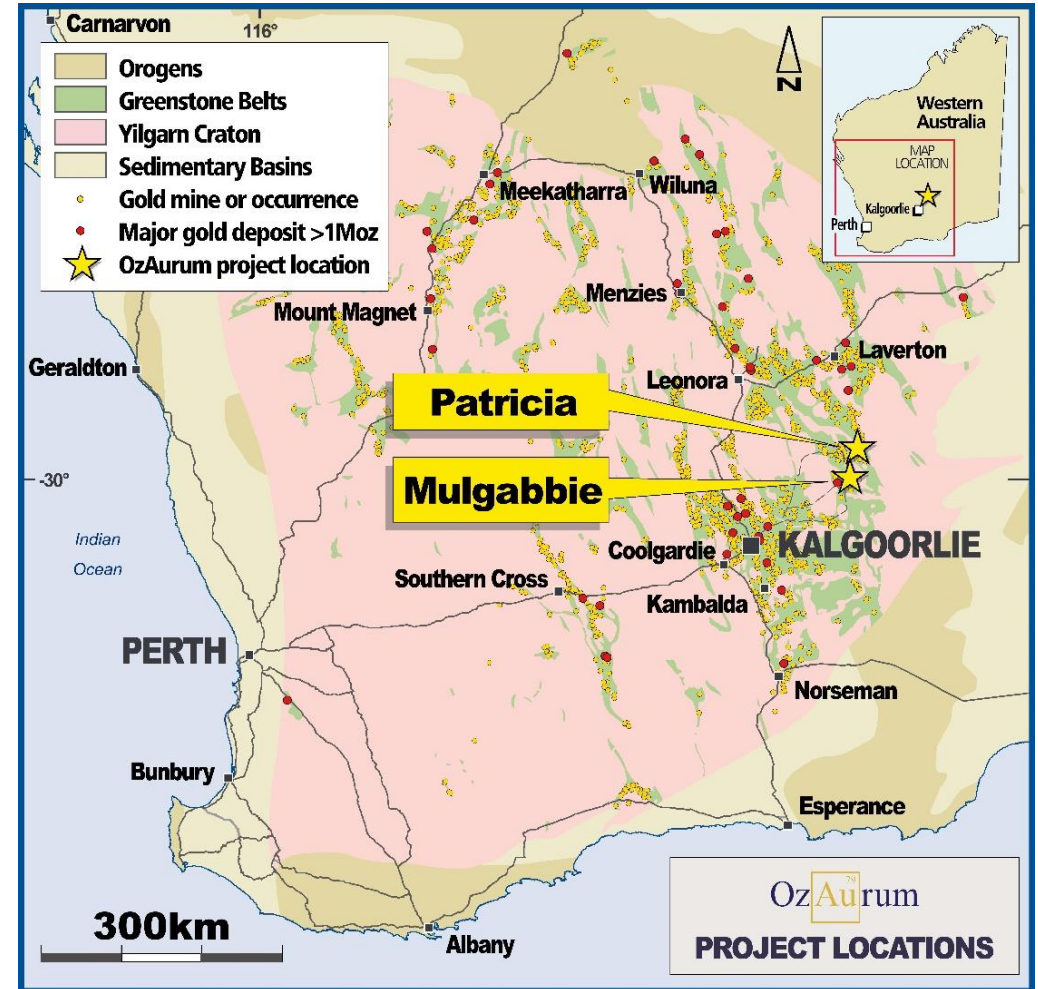 Carnarvon
116°
Orogens
Greenstone Belts
Yilgarn Craton
Sedimentary Basins
Gold mine or occurrence
Major gold deposit >1Moz
OzAurum project location
N
Western
Australia
MAP
LOCATION
Kalgoorlie
Perth
Meekatharra
Wiluna
Mount Magnet
Menzies
Geraldton
Laverton
Leonora
Patricia
-30°
Mulgabbie
Indian
Ocean
Coolgardie
KALGOORLIE
Southern Cross
Kambalda
PERTH
Norseman
Bunbury
Esperance
300km
Albany
79
OzAurum
PROJECT LOCATIONS